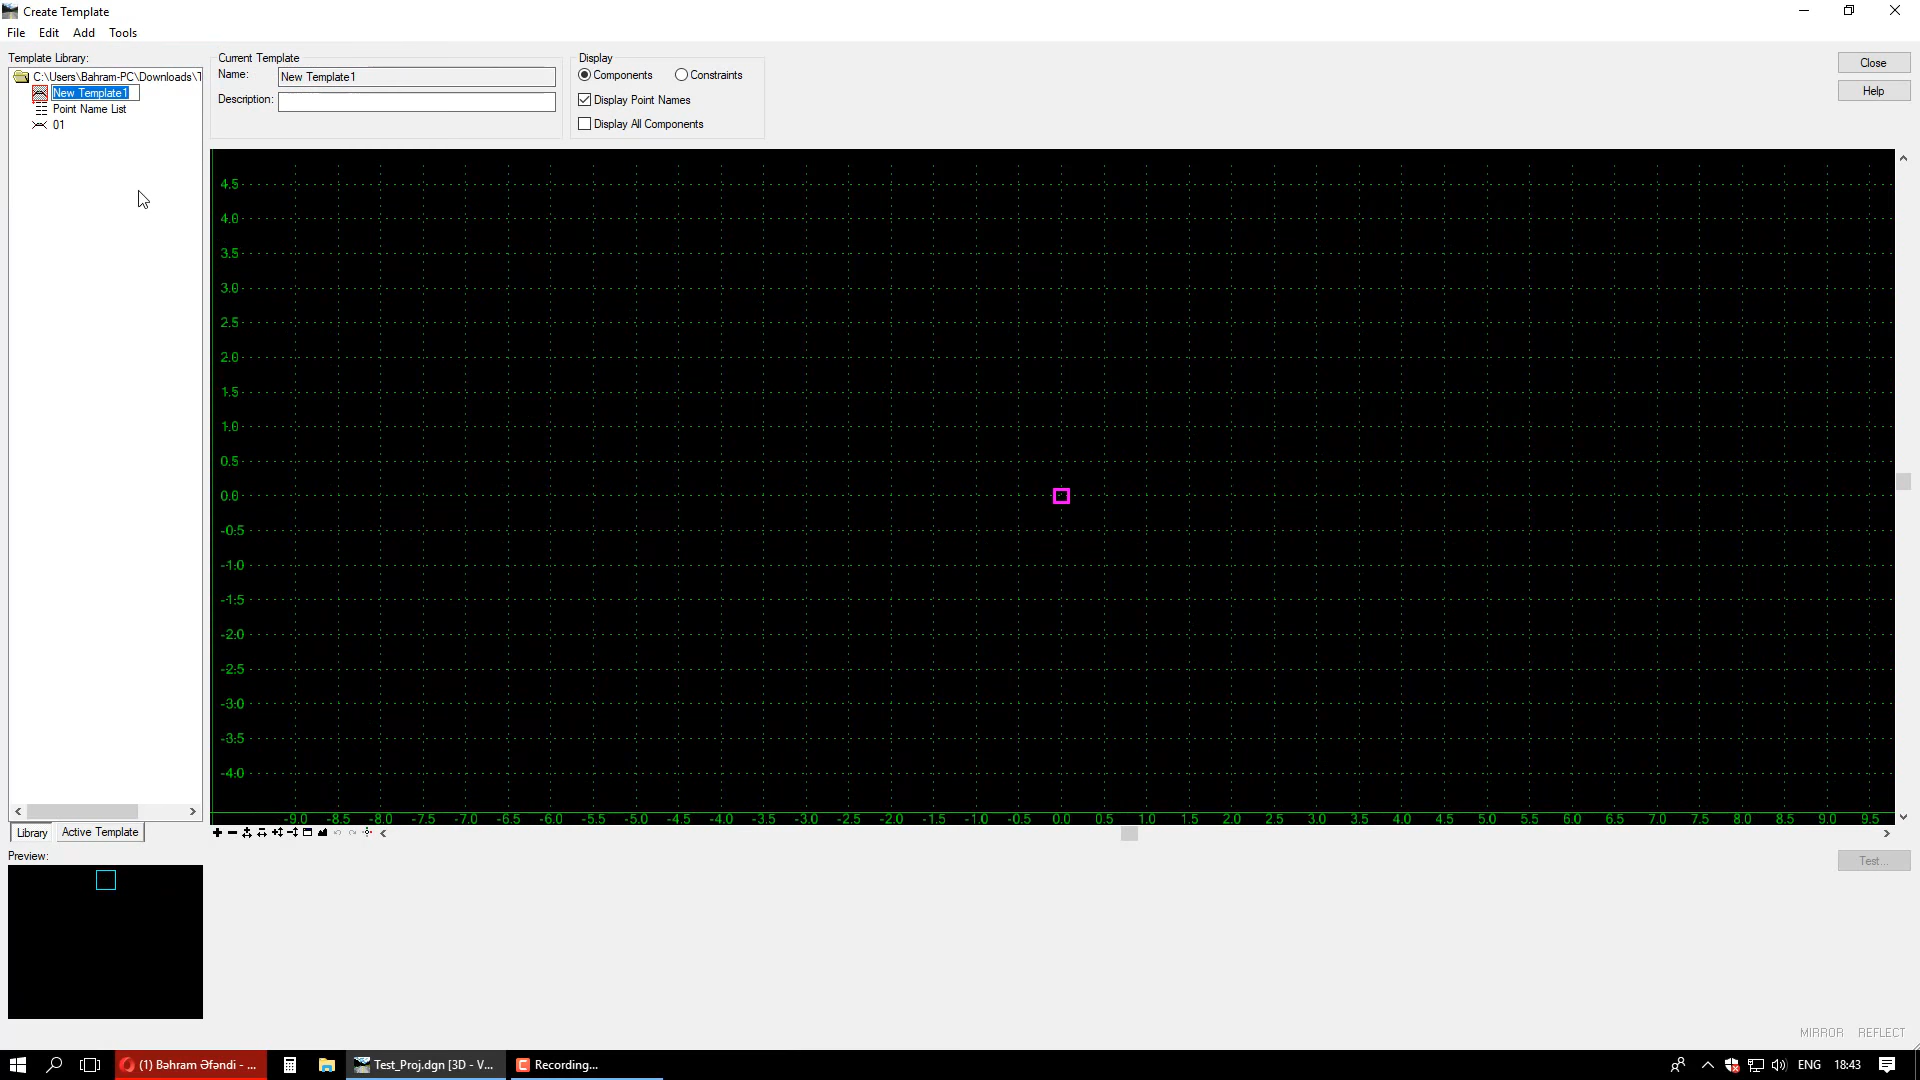 Create Template
File Edit Add Tools
Template Library:
C:\Users\Bahram-PC\Downloads\T
New Template1
Point Name List
01
Current Template
Name: New Template1
Description:
Display
Components Constraints
Display Point Names
Display All Components
Close
Help
4.5
4.0
3.5
3.0
2.5
2.0
1.5
1.0
0.5
0.0
-0.5
-1.0
-1.5
-2.0
-2.5
-3.0
-3.5
-4.0
-9.0 -8.5 -8.0 -7.5 -7.0 -6.5 -6.0 -5.5 -5.0 -4.5 -4.0 -3.5 -3.0 -2.5 -2.0 -1.5 -1.0 -0.5 0.0 0.5 1.0 1.5 2.0 2.5 3.0 3.5 4.0 4.5 5.0 5.5 6.0 6.5 7.0 7.5 8.0 8.5 9.0 9.5
Library Active Template
Preview:
Test...
MIRROR REFLECT
(1) Bəhram Əfəndi - ... Test_Proj.dgn [3D - V... Recording... ENG 18:43